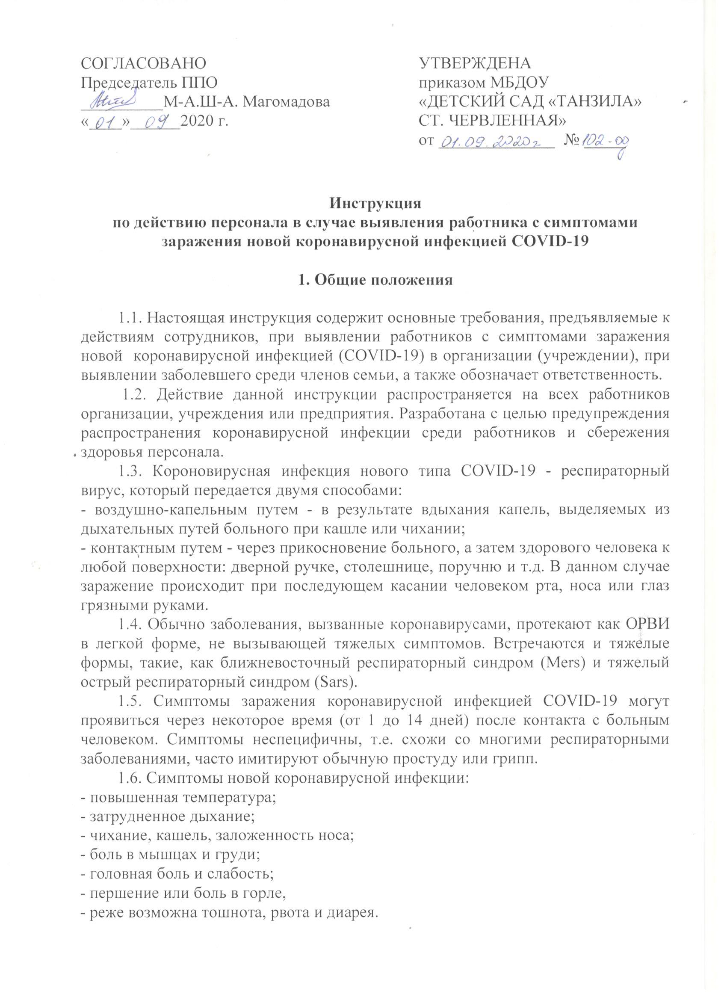 СОГЛАСОВАНО
Председатель ППО
__________М-А.Ш-А. Магомадова
«01» 09 2020 г.
УТВЕРЖДЕНА
приказом МБДОУ
«ДЕТСКИЙ САД «ТАНЗИЛА»
СТ. ЧЕРВЛЕННАЯ»
от 01.09.2020г № 102-од
Инструкция
по действию персонала в случае выявления работника с симптомами
заражения новой коронавирусной инфекцией COVID-19
1. Общие положения
1.1. Настоящая инструкция содержит основные требования, предъявляемые к
действиям сотрудников, при выявлении работников с симптомами заражения
новой коронавирусной инфекцией (COVID-19) в организации (учреждении), при
выявлении заболевшего среди членов семьи, а также обозначает ответственность.
1.2. Действие данной инструкции распространяется на всех работников
организации, учреждения или предприятия. Разработана с целью предупреждения
распространения коронавирусной инфекции среди работников и сбережения
здоровья персонала.
1.3. Короновирусная инфекция нового типа COVID-19 - респираторный
вирус, который передается двумя способами:
- воздушно-капельным путем - в результате вдыхания капель, выделяемых из
дыхательных путей больного при кашле или чихании;
- контактным путем - через прикосновение больного, а затем здорового человека к
любой поверхности: дверной ручке, столешнице, поручню и т.д. В данном случае
заражение происходит при последующем касании человеком рта, носа или глаз
грязными руками.
1.4. Обычно заболевания, вызванные коронавирусами, протекают как ОРВИ
в легкой форме, не вызывающей тяжелых симптомов. Встречаются и тяжелые
формы, такие, как ближневосточный респираторный синдром (Mers) и тяжелый
острый респираторный синдром (Sars).
1.5. Симптомы заражения коронавирусной инфекцией COVID-19 могут
проявиться через некоторое время (от 1 до 14 дней) после контакта с больным
человеком. Симптомы неспецифичны, т.е. схожи со многими респираторными
заболеваниями, часто имитируют обычную простуду или грипп.
1.6. Симптомы новой коронавирусной инфекции:
- повышенная температура;
- затрудненное дыхание;
- чихание, кашель, заложенность носа;
- боль в мышцах и груди;
- головная боль и слабость;
- першение или боль в горле,
- реже возможна тошнота, рвота и диарея.